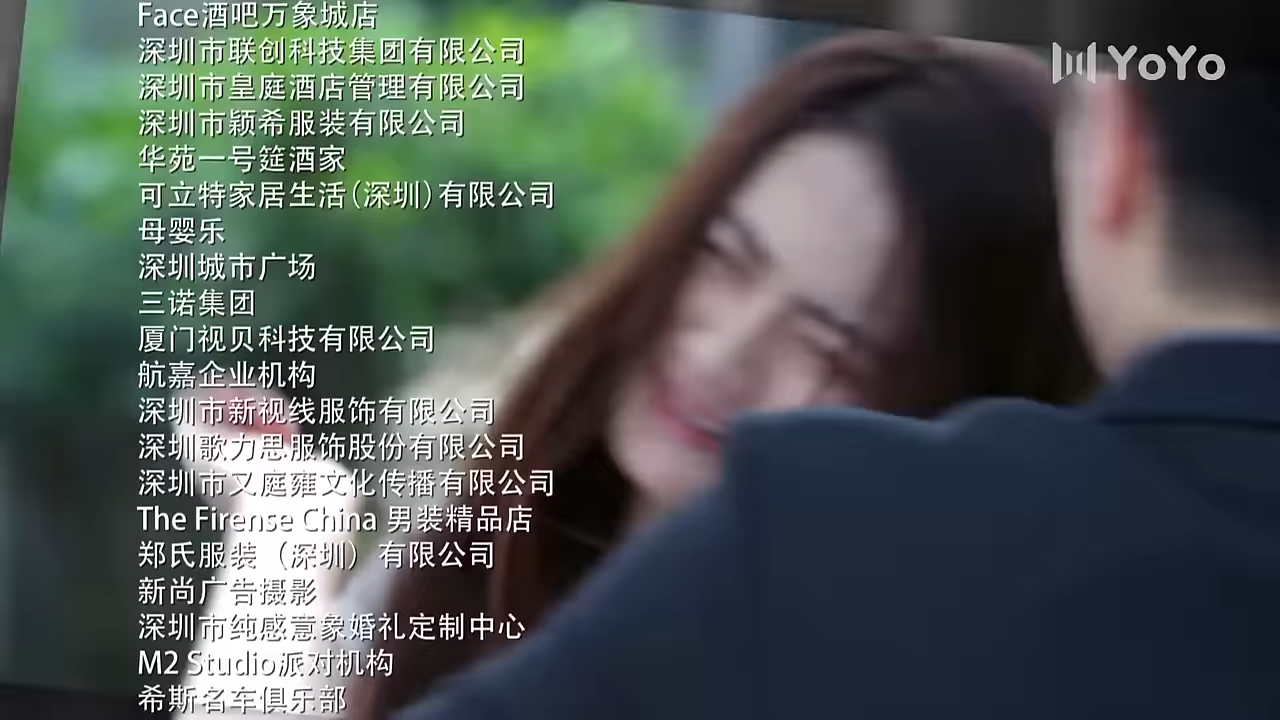 Face酒吧万象城店
YoYo
深圳市联创科技集团有限公司
深圳市皇庭酒店管理有限公司
深圳市颖希服装有限公司
华苑一号筵酒家
可立特家居生活(深圳)有限公司
母婴乐
深圳城市广场
三诺集团
厦门视贝科技有限公司
航嘉企业机构
深圳市新视线服饰有限公司
深圳歌力思服饰股份有限公司
深圳市又庭雍文化传播有限公司
The Firense China 男装精品店
郑氏服装（深圳）有限公司
新尚广告摄影
深圳市纯感意象婚礼定制中心
M2 Studio派对机构
希斯名车俱乐部